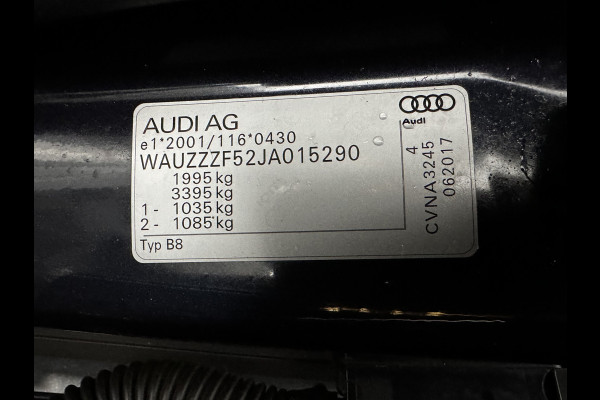 AUDI AG
e1*2001/116*0430
WAUZZZF52JA015290
1995 kg
3395 kg
1 - 1035 kg
2 - 1085 kg
Typ B8
Audi
4
CVNA3245
062017